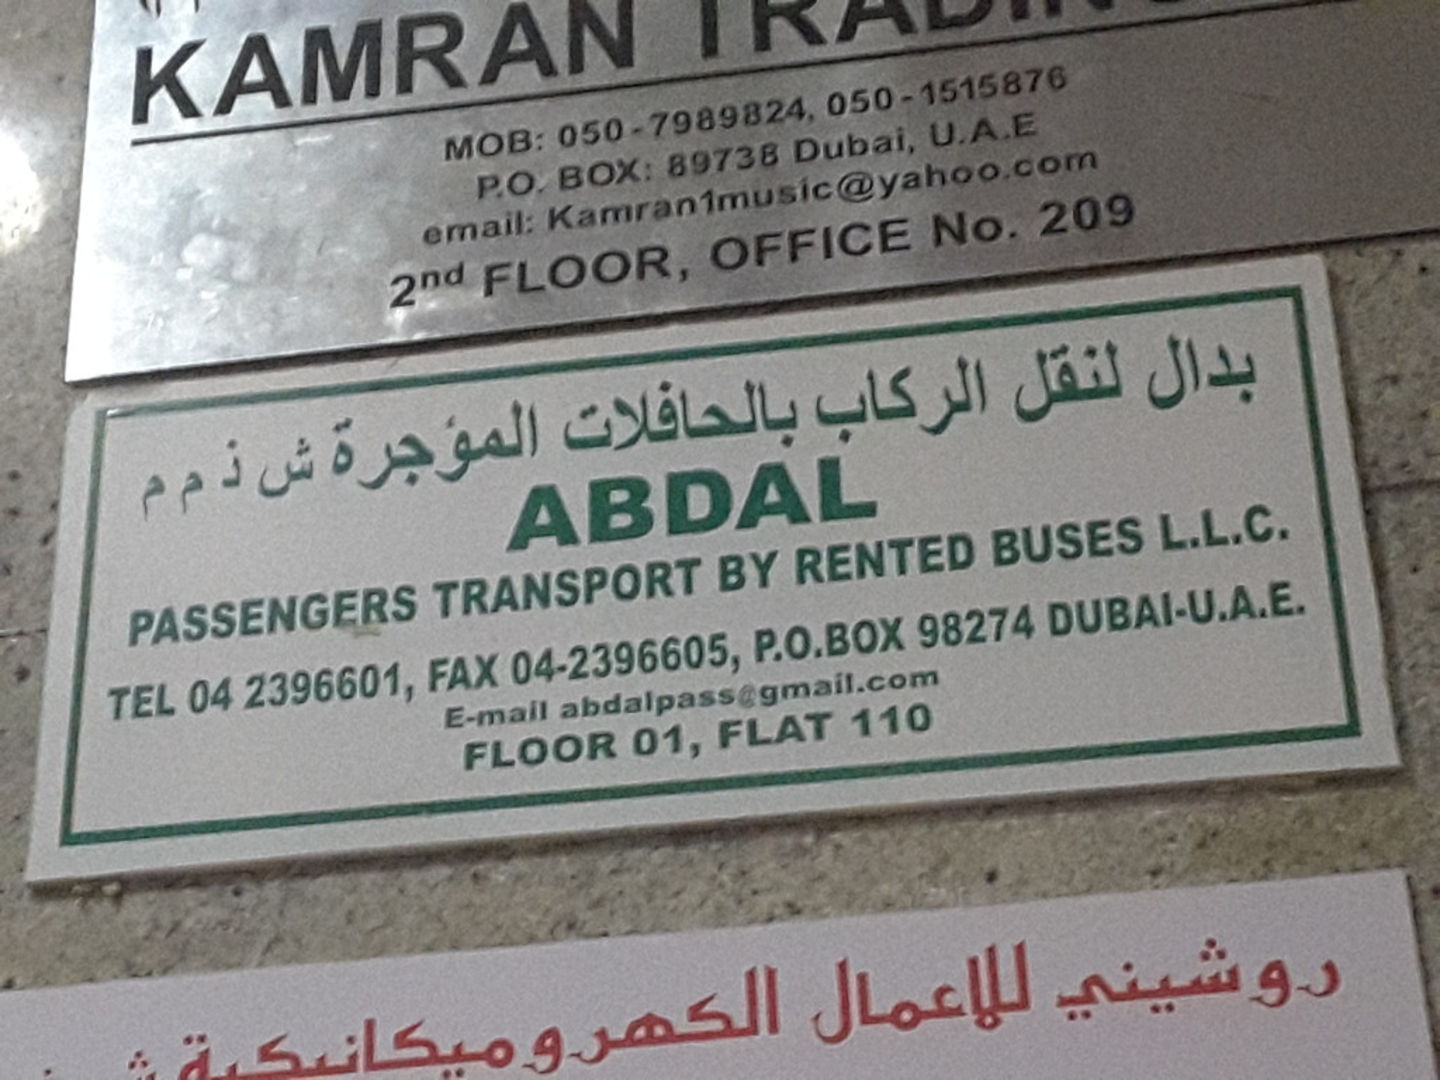 KAMRAN TRADING
MOB: 050-7989824, 050-1515876
P.O. BOX: 89738 Dubai, U.A.E
email: Kamran1music@yahoo.com
2nd FLOOR, OFFICE No. 209
بدال لنقل الركاب بالحافلات المؤجرة ش ذ م م
ABDAL
PASSENGERS TRANSPORT BY RENTED BUSES L.L.C.
TEL 04 2396601, FAX 04-2396605, P.O.BOX 98274 DUBAI-U.A.E.
E-mail abdalpass@gmail.com
FLOOR 01, FLAT 110
روشيني للإعمال الكهروميكانيكية